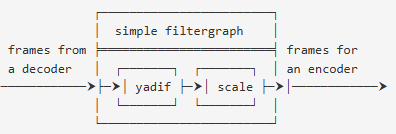 simple filtergraph
frames from
frames for
a decoder
an encoder
yadif
scale